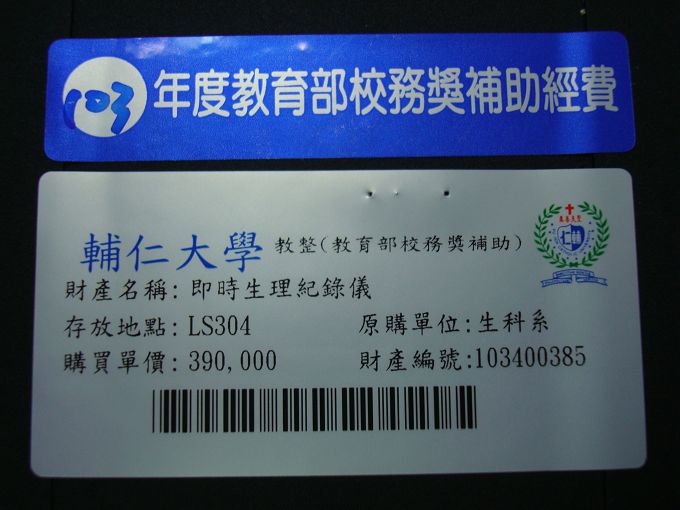 103年度教育部校務獎補助經費
輔仁大學 教整(教育部校務獎補助)
財產名稱: 即時生理紀錄儀
存放地點: LS304 原購單位: 生科系
購買單價: 390,000 財產編號:103400385